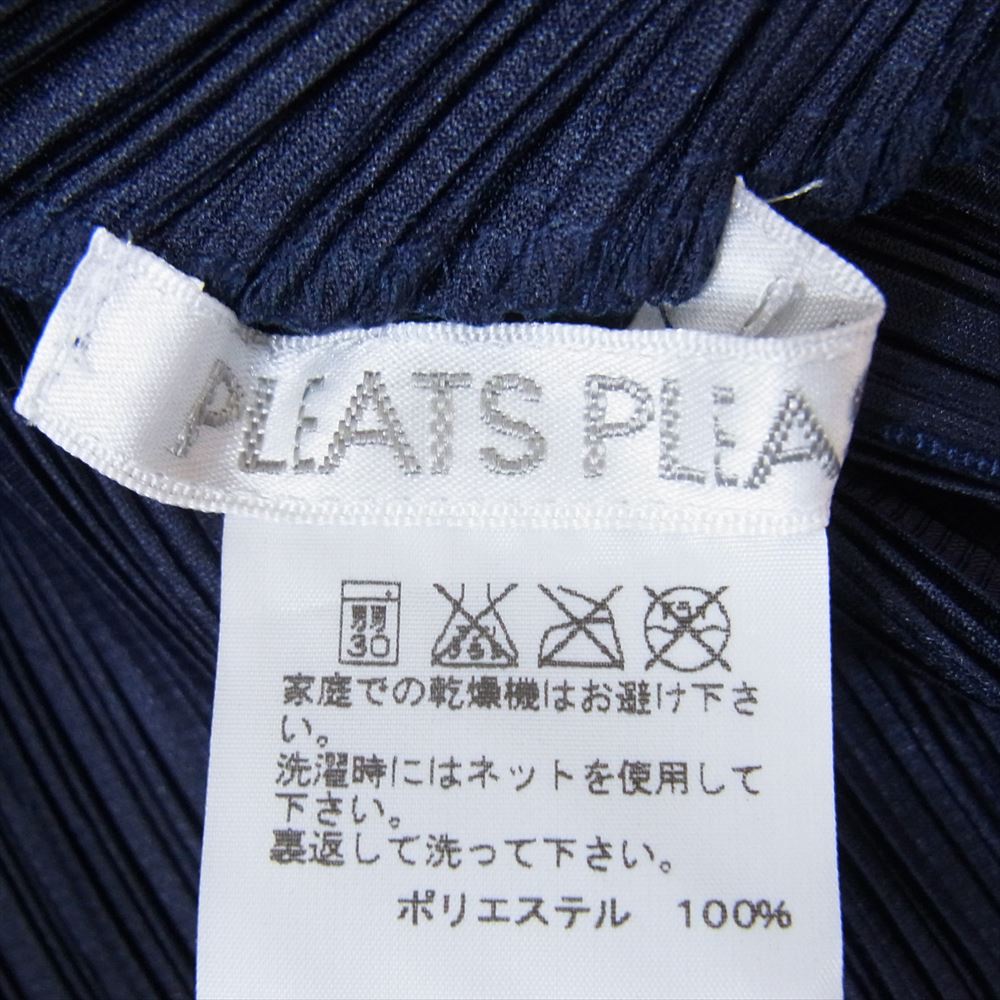 PLEATS PLEA
弱
30
家庭での乾燥機はお避け下さ
い。
洗濯時にはネットを使用して
下さい。
裏返して洗って下さい。
ポリエステル 100%